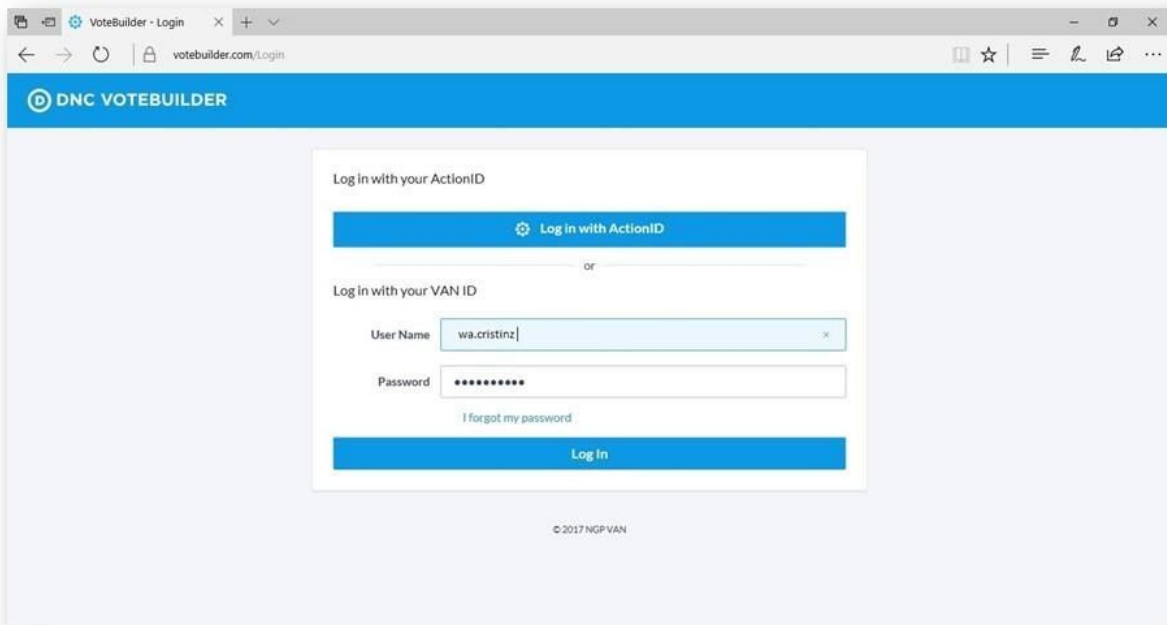 VoteBuilder - Login
votebuilder.com/Login
DNC VOTEBUILDER
Log in with your ActionID
Log in with ActionID
or
Log in with your VAN ID
User Name wa.cristinz
Password ••••••••••
I forgot my password
Log In
© 2017 NGP VAN